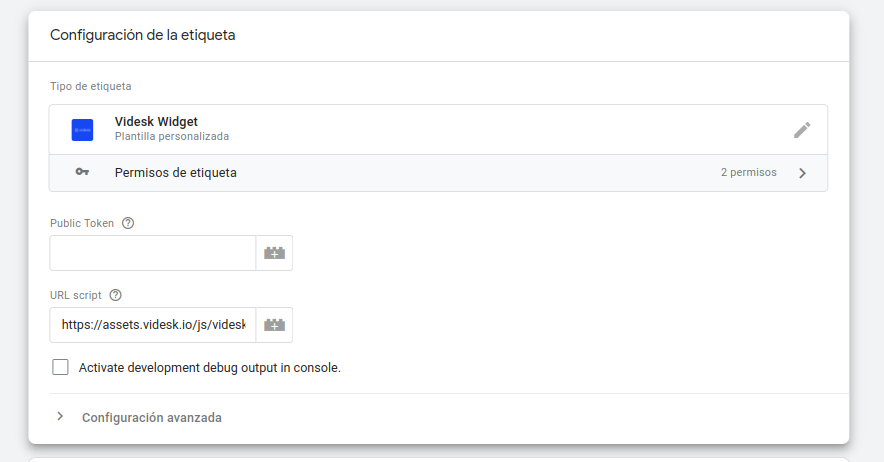 Configuración de la etiqueta
Tipo de etiqueta
Videsk Widget
Plantilla personalizada
Permisos de etiqueta
2 permisos
Public Token
URL script
https://assets.videsk.io/js/videsk
Activate development debug output in console.
Configuración avanzada